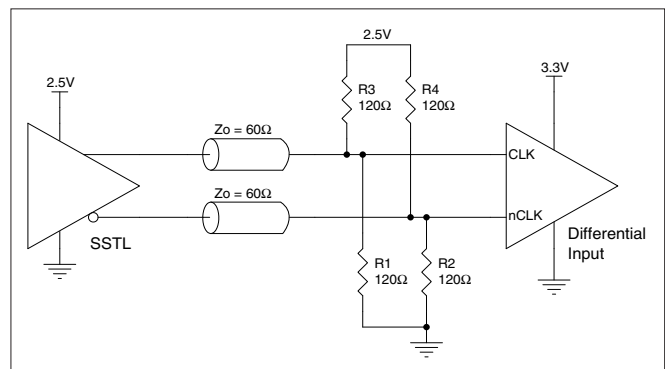 2.5V
2.5V
3.3V
R3
120Ω
R4
120Ω
Zo = 60Ω
CLK
Zo = 60Ω
nCLK
SSTL
Differential
Input
R1
120Ω
R2
120Ω